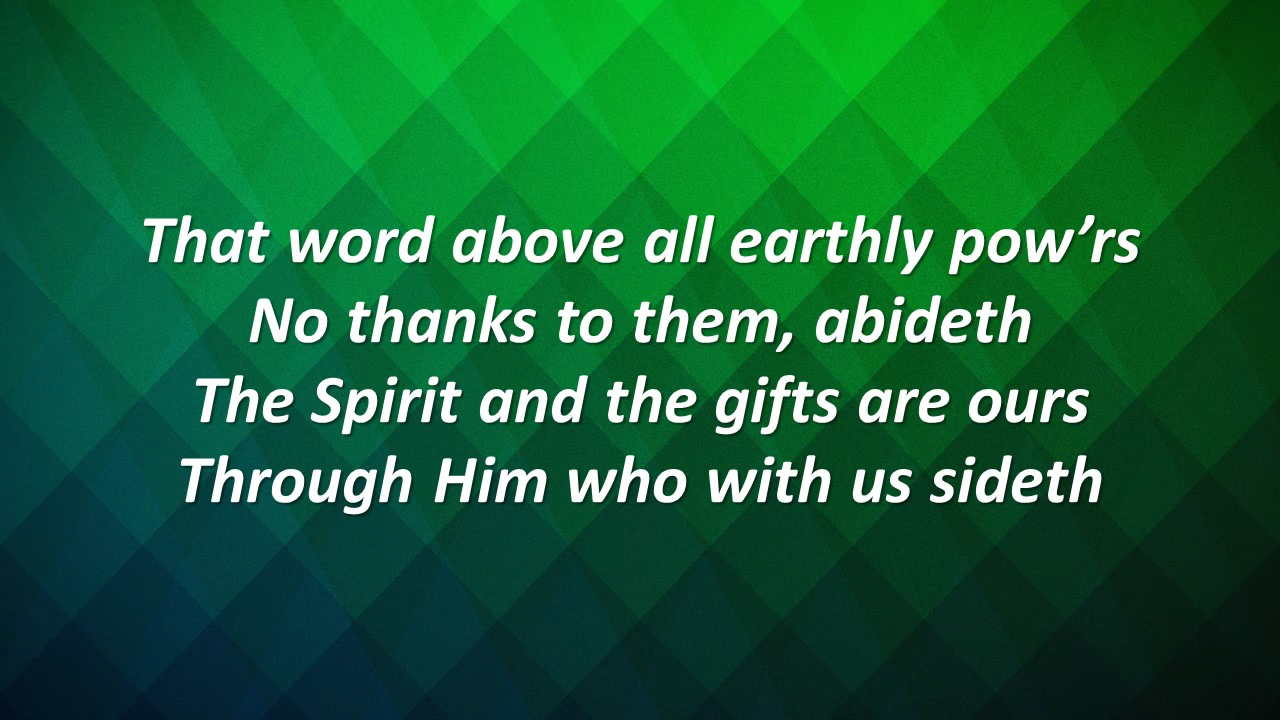 That word above all earthly pow’rs
No thanks to them, abideth
The Spirit and the gifts are ours
Through Him who with us sideth